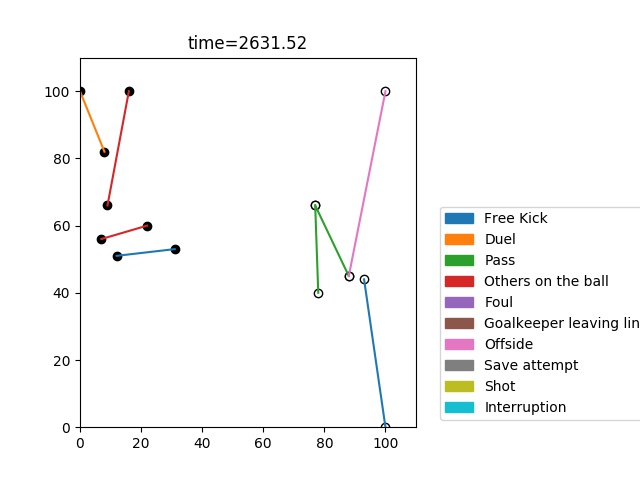 time=2631.52
100
80
60
40
20
0
0 20 40 60 80 100
Free Kick
Duel
Pass
Others on the ball
Foul
Goalkeeper leaving lin
Offside
Save attempt
Shot
Interruption